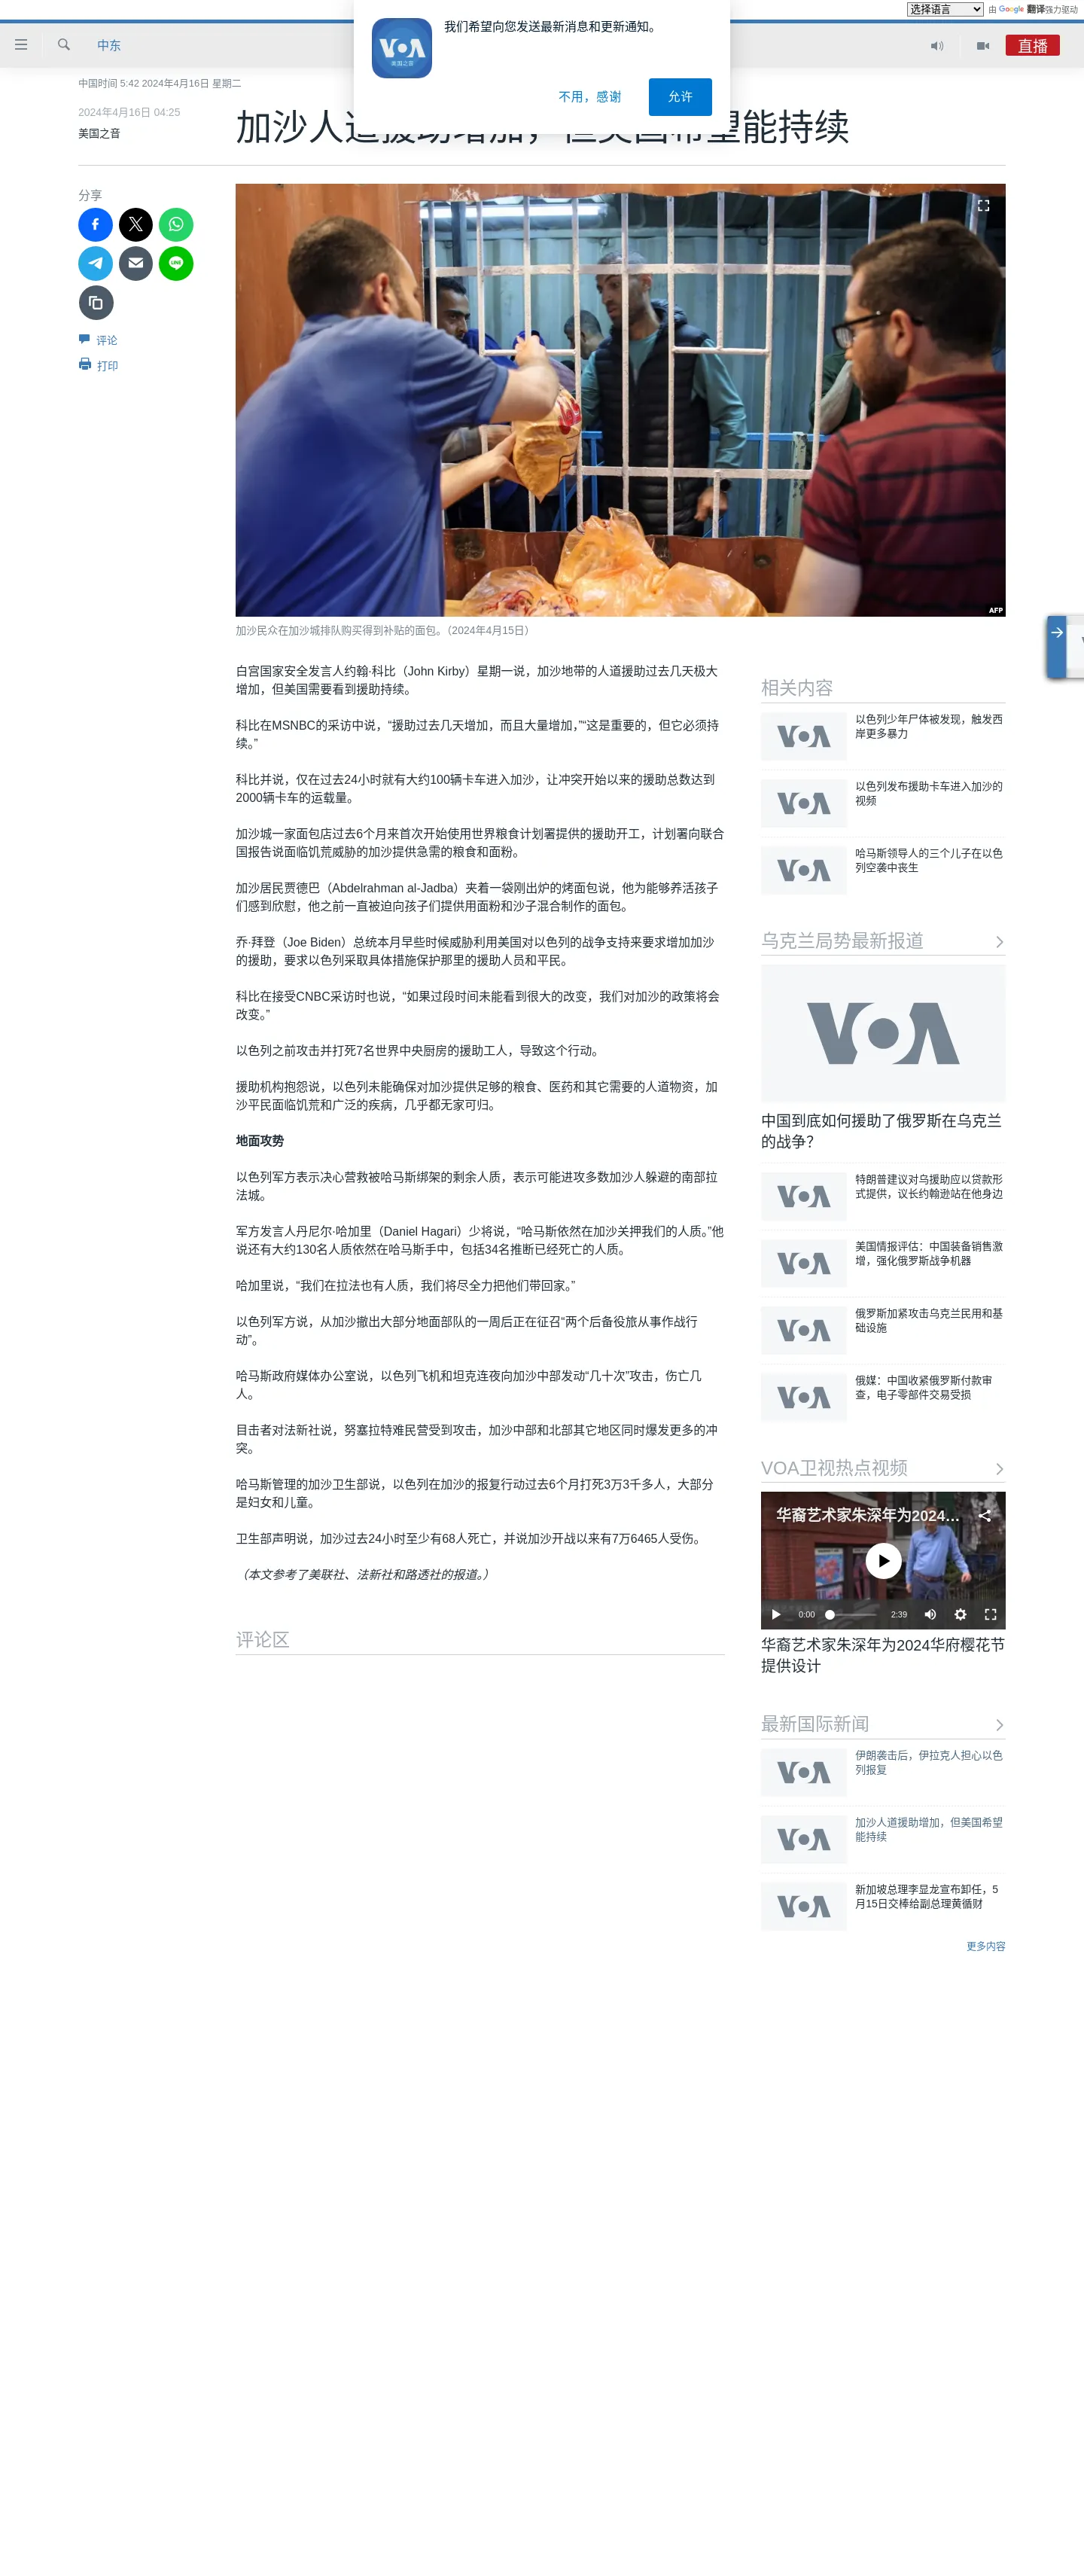 选择语言 由 Google 翻译强力驱动
我们希望向您发送最新消息和更新通知。
VOA
美国之音
不用，感谢
允许
中东
直播
中国时间 5:42 2024年4月16日 星期二
2024年4月16日 04:25
美国之音
加沙人道援助增加，但美国希望能持续
分享
评论
打印
AFP
加沙民众在加沙城排队购买得到补贴的面包。（2024年4月15日）
白宫国家安全发言人约翰·科比（John Kirby）星期一说，加沙地带的人道援助过去几天极大
增加，但美国需要看到援助持续。
科比在MSNBC的采访中说，“援助过去几天增加，而且大量增加，”“这是重要的，但它必须持
续。”
科比并说，仅在过去24小时就有大约100辆卡车进入加沙，让冲突开始以来的援助总数达到
2000辆卡车的运载量。
加沙城一家面包店过去6个月来首次开始使用世界粮食计划署提供的援助开工，计划署向联合
国报告说面临饥荒威胁的加沙提供急需的粮食和面粉。
加沙居民贾德巴（Abdelrahman al-Jadba）夹着一袋刚出炉的烤面包说，他为能够养活孩子
们感到欣慰，他之前一直被迫向孩子们提供用面粉和沙子混合制作的面包。
乔·拜登（Joe Biden）总统本月早些时候威胁利用美国对以色列的战争支持来要求增加加沙
的援助，要求以色列采取具体措施保护那里的援助人员和平民。
科比在接受CNBC采访时也说，“如果过段时间未能看到很大的改变，我们对加沙的政策将会
改变。”
以色列之前攻击并打死7名世界中央厨房的援助工人，导致这个行动。
援助机构抱怨说，以色列未能确保对加沙提供足够的粮食、医药和其它需要的人道物资，加
沙平民面临饥荒和广泛的疾病，几乎都无家可归。
地面攻势
以色列军方表示决心营救被哈马斯绑架的剩余人质，表示可能进攻多数加沙人躲避的南部拉
法城。
军方发言人丹尼尔·哈加里（Daniel Hagari）少将说，“哈马斯依然在加沙关押我们的人质。”他
说还有大约130名人质依然在哈马斯手中，包括34名推断已经死亡的人质。
哈加里说，“我们在拉法也有人质，我们将尽全力把他们带回家。”
以色列军方说，从加沙撤出大部分地面部队的一周后正在征召“两个后备役旅从事作战行
动”。
哈马斯政府媒体办公室说，以色列飞机和坦克连夜向加沙中部发动“几十次”攻击，伤亡几
人。
目击者对法新社说，努塞拉特难民营受到攻击，加沙中部和北部其它地区同时爆发更多的冲
突。
哈马斯管理的加沙卫生部说，以色列在加沙的报复行动过去6个月打死3万3千多人，大部分
是妇女和儿童。
卫生部声明说，加沙过去24小时至少有68人死亡，并说加沙开战以来有7万6465人受伤。
（本文参考了美联社、法新社和路透社的报道。）
评论区
相关内容
VOA
以色列少年尸体被发现，触发西
岸更多暴力
VOA
以色列发布援助卡车进入加沙的
视频
VOA
哈马斯领导人的三个儿子在以色
列空袭中丧生
乌克兰局势最新报道
VOA
中国到底如何援助了俄罗斯在乌克兰
的战争？
VOA
特朗普建议对乌援助应以贷款形
式提供，议长约翰逊站在他身边
VOA
美国情报评估：中国装备销售激
增，强化俄罗斯战争机器
VOA
俄罗斯加紧攻击乌克兰民用和基
础设施
VOA
俄媒：中国收紧俄罗斯付款审
查，电子零部件交易受损
VOA卫视热点视频
华裔艺术家朱深年为2024…
0:00
2:39
华裔艺术家朱深年为2024华府樱花节
提供设计
最新国际新闻
VOA
伊朗袭击后，伊拉克人担心以色
列报复
VOA
加沙人道援助增加，但美国希望
能持续
VOA
新加坡总理李显龙宣布卸任，5
月15日交棒给副总理黄循财
更多内容